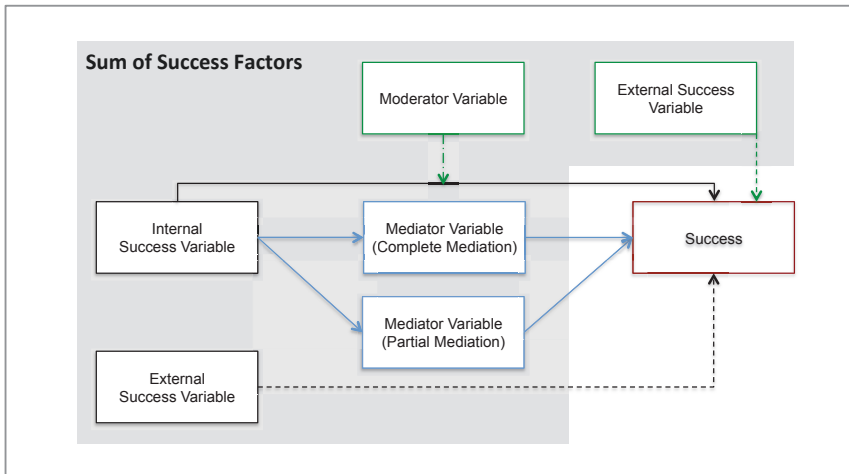 Sum of Success Factors
Moderator Variable
External Success
Variable
Internal
Success Variable
Mediator Variable
(Complete Mediation)
Success
Mediator Variable
(Partial Mediation)
External
Success Variable